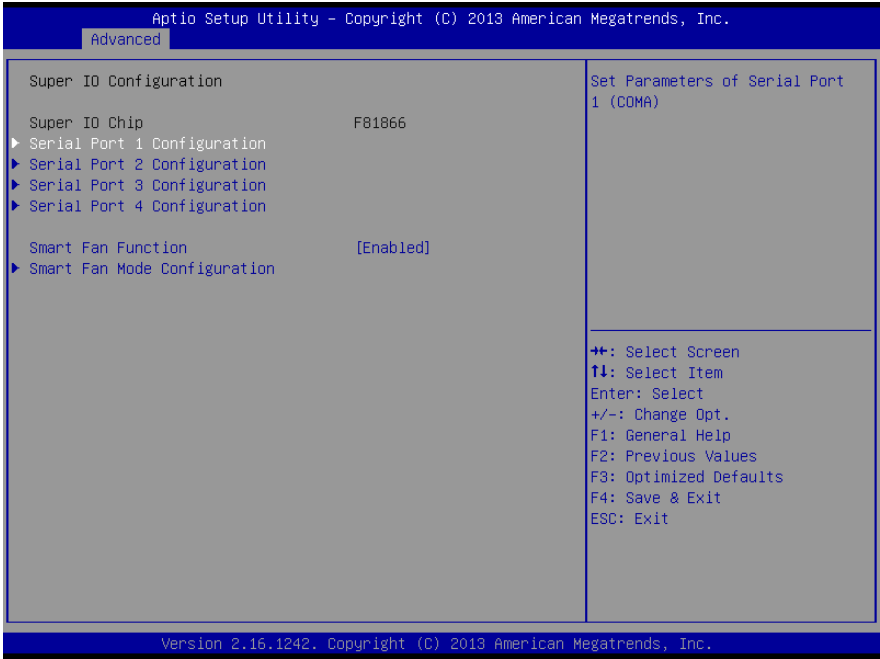 Aptio Setup Utility – Copyright (C) 2013 American Megatrends, Inc.
Advanced
Super IO Configuration
Super IO Chip F81866
Serial Port 1 Configuration
Serial Port 2 Configuration
Serial Port 3 Configuration
Serial Port 4 Configuration
Smart Fan Function [Enabled]
Smart Fan Mode Configuration
Set Parameters of Serial Port
1 (COMA)
→←: Select Screen
↑↓: Select Item
Enter: Select
+/-: Change Opt.
F1: General Help
F2: Previous Values
F3: Optimized Defaults
F4: Save & Exit
ESC: Exit
Version 2.16.1242. Copyright (C) 2013 American Megatrends, Inc.